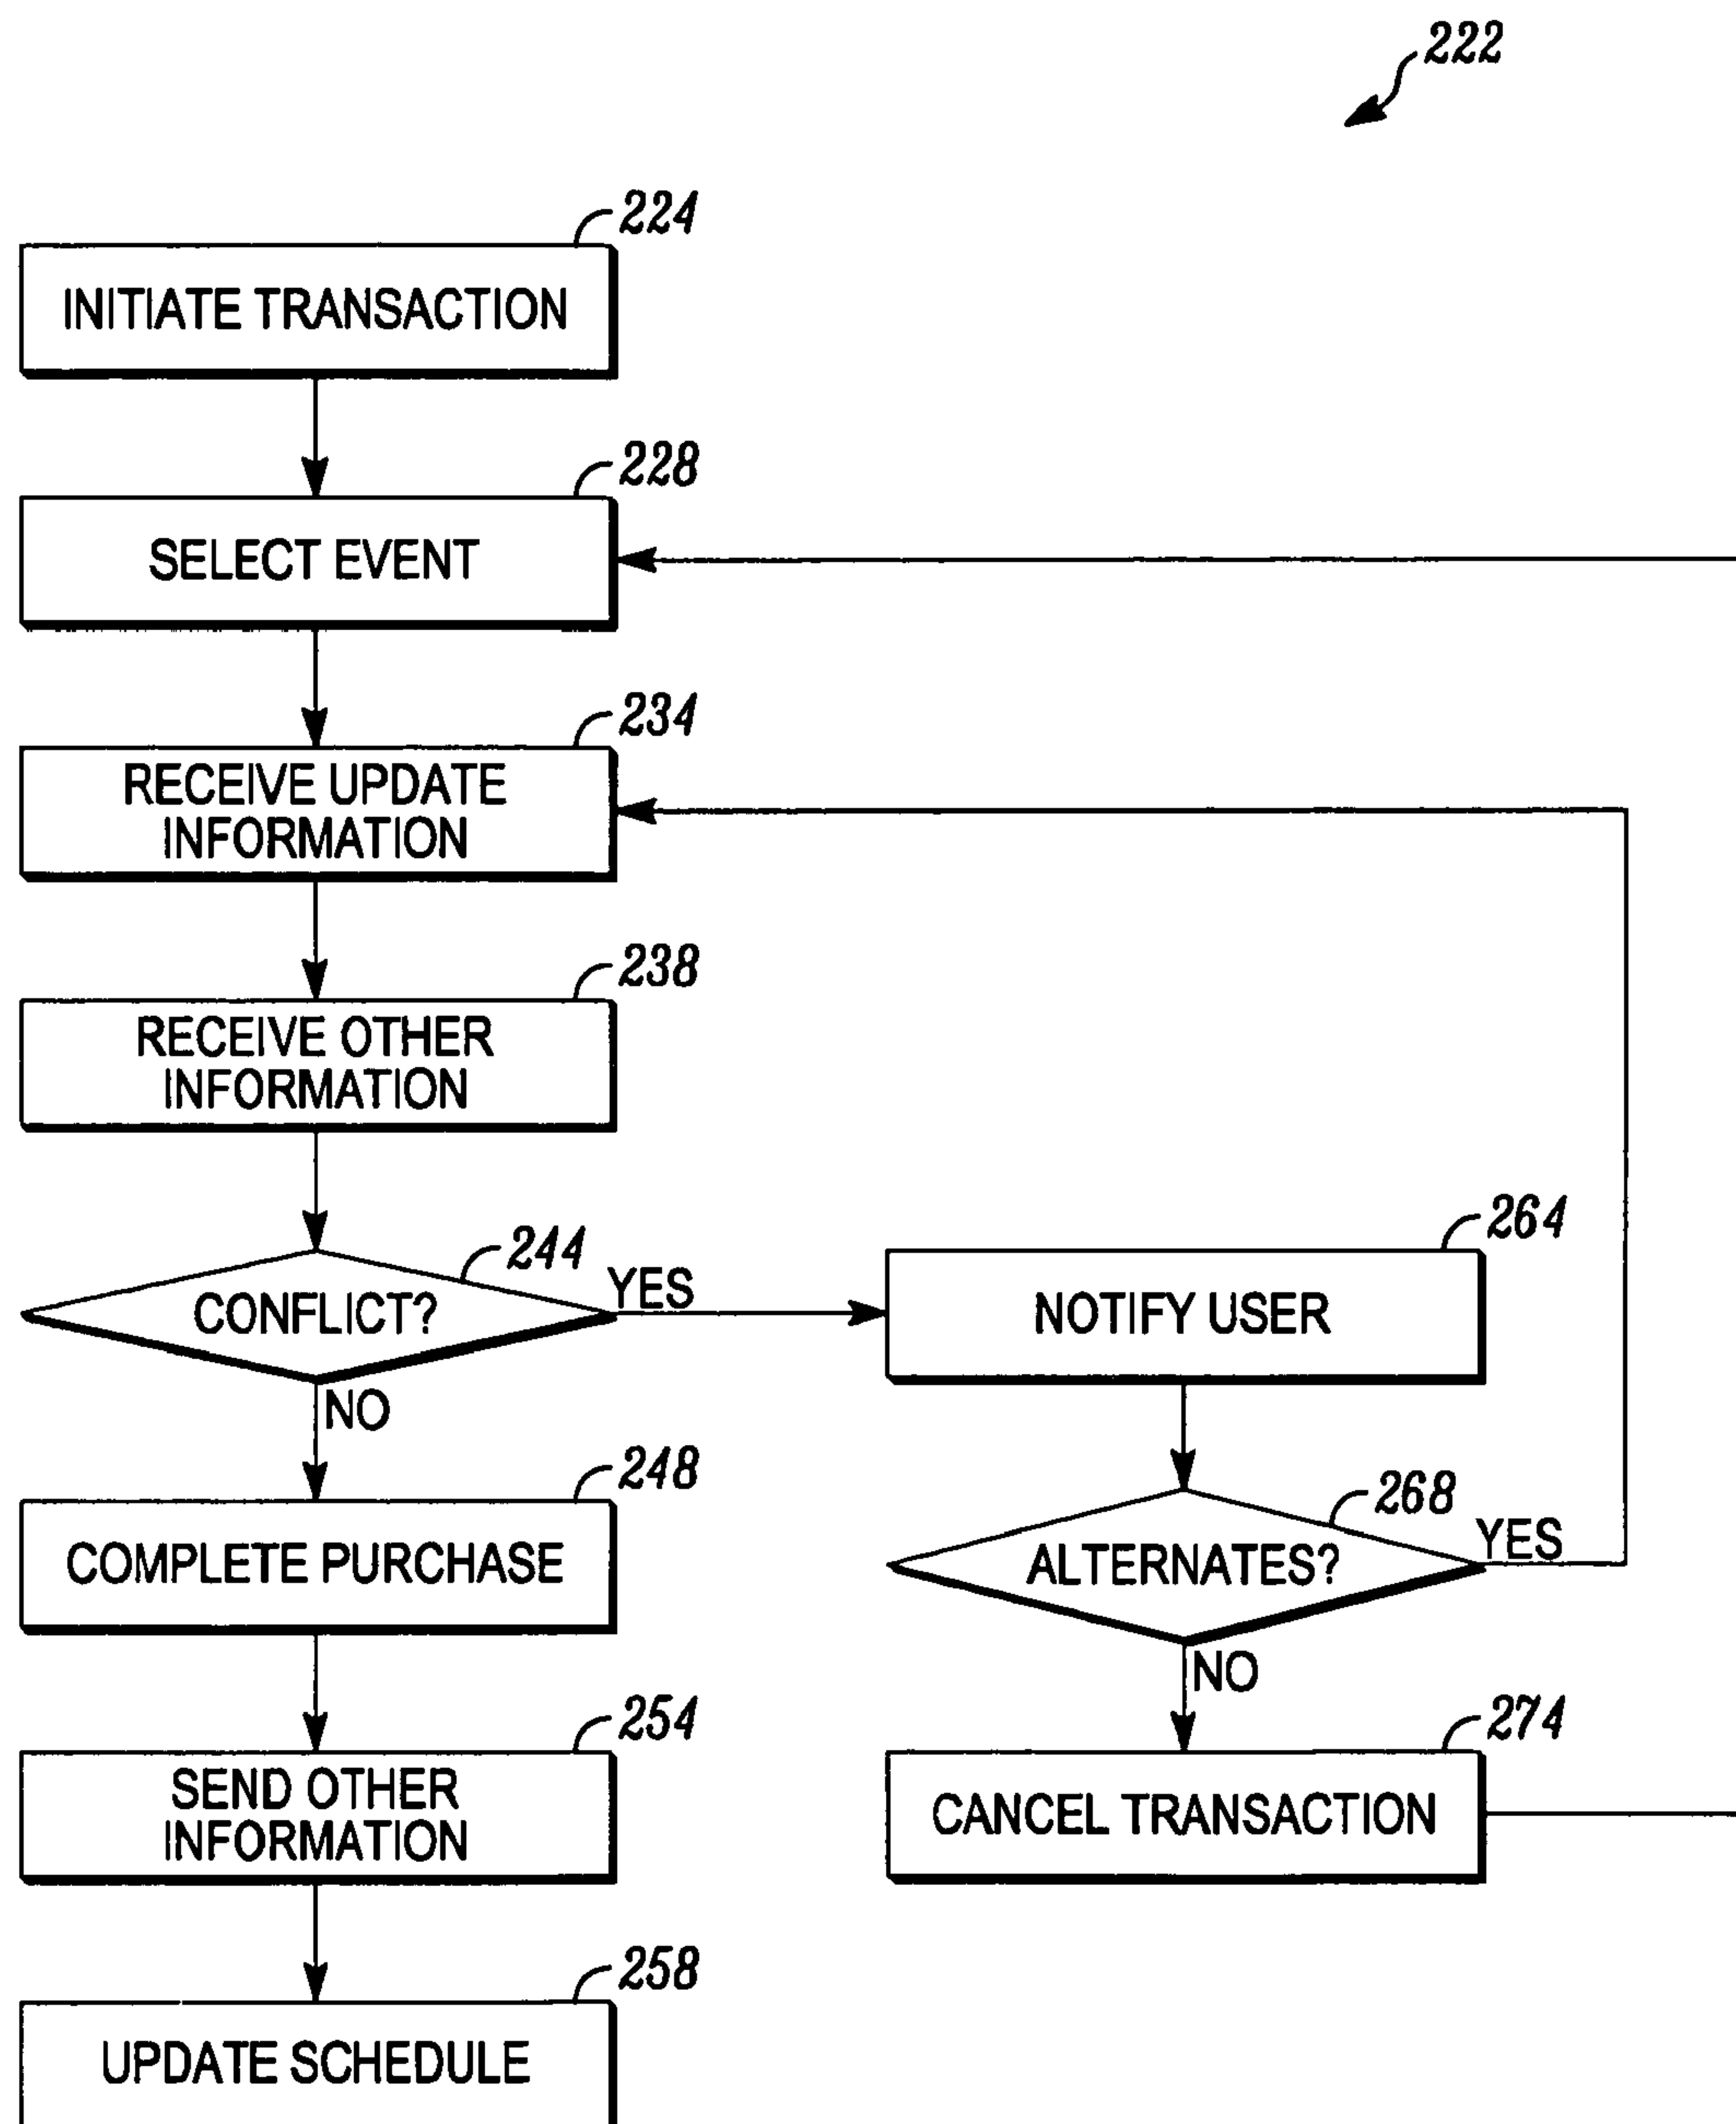 222
224
INITIATE TRANSACTION
228
SELECT EVENT
234
RECEIVE UPDATE
INFORMATION
238
RECEIVE OTHER
INFORMATION
244
CONFLICT?
YES
NO
264
NOTIFY USER
248
COMPLETE PURCHASE
268
ALTERNATES?
YES
NO
254
SEND OTHER
INFORMATION
274
CANCEL TRANSACTION
258
UPDATE SCHEDULE